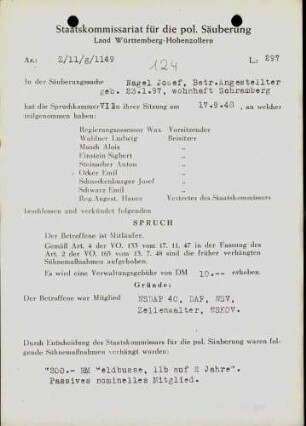 Staatskommissariat für die pol. Säuberung
Land Württemberg-Hohenzollern
Az.: Z/11/g/1149
L.: 297
124
In der Säuberungssache Nagel Josef, Betr.Angestellter
geb. 23.1.97, wohnhaft Schramberg
hat die Spruchkammer VII in ihrer Sitzung am 17.9.48, an welcher
teilgenommen haben:
Regierungsassessor Wax Vorsitzender
Waldner Ludwig Beisitzer
Munds Alois "
Einstein Sigbert "
Steinacher Anton "
Ocker Emil "
Schneckenburger Josef "
Schwarz Emil "
Reg.Angest. Hauer Vertreter des Staatskommissars
beschlossen und verkündet folgenden
SPRUCH
Der Betroffene ist Mitläufer.
Gemäß Art. 4 der VO. 133 vom 17. 11. 47 in der Fassung des
Art. 2 der VO. 165 vom 13. 7. 48 sind die früher verhängten
Sühnemaßnahmen aufgehoben.
Es wird eine Verwaltungsgebühr von DM 10.-- erhoben.
Gründe:
Der Betroffene war Mitglied NSDAP 40, DAF, NSV,
Zellenwalter, NSKOV.
Durch Entscheidung des Staatskommissars für die pol. Säuberung waren fol-
gende Sühnemaßnahmen verhängt worden:
"200.- RM Geldbusse, 11b auf 2 Jahre".
Passives nominelles Mitglied.